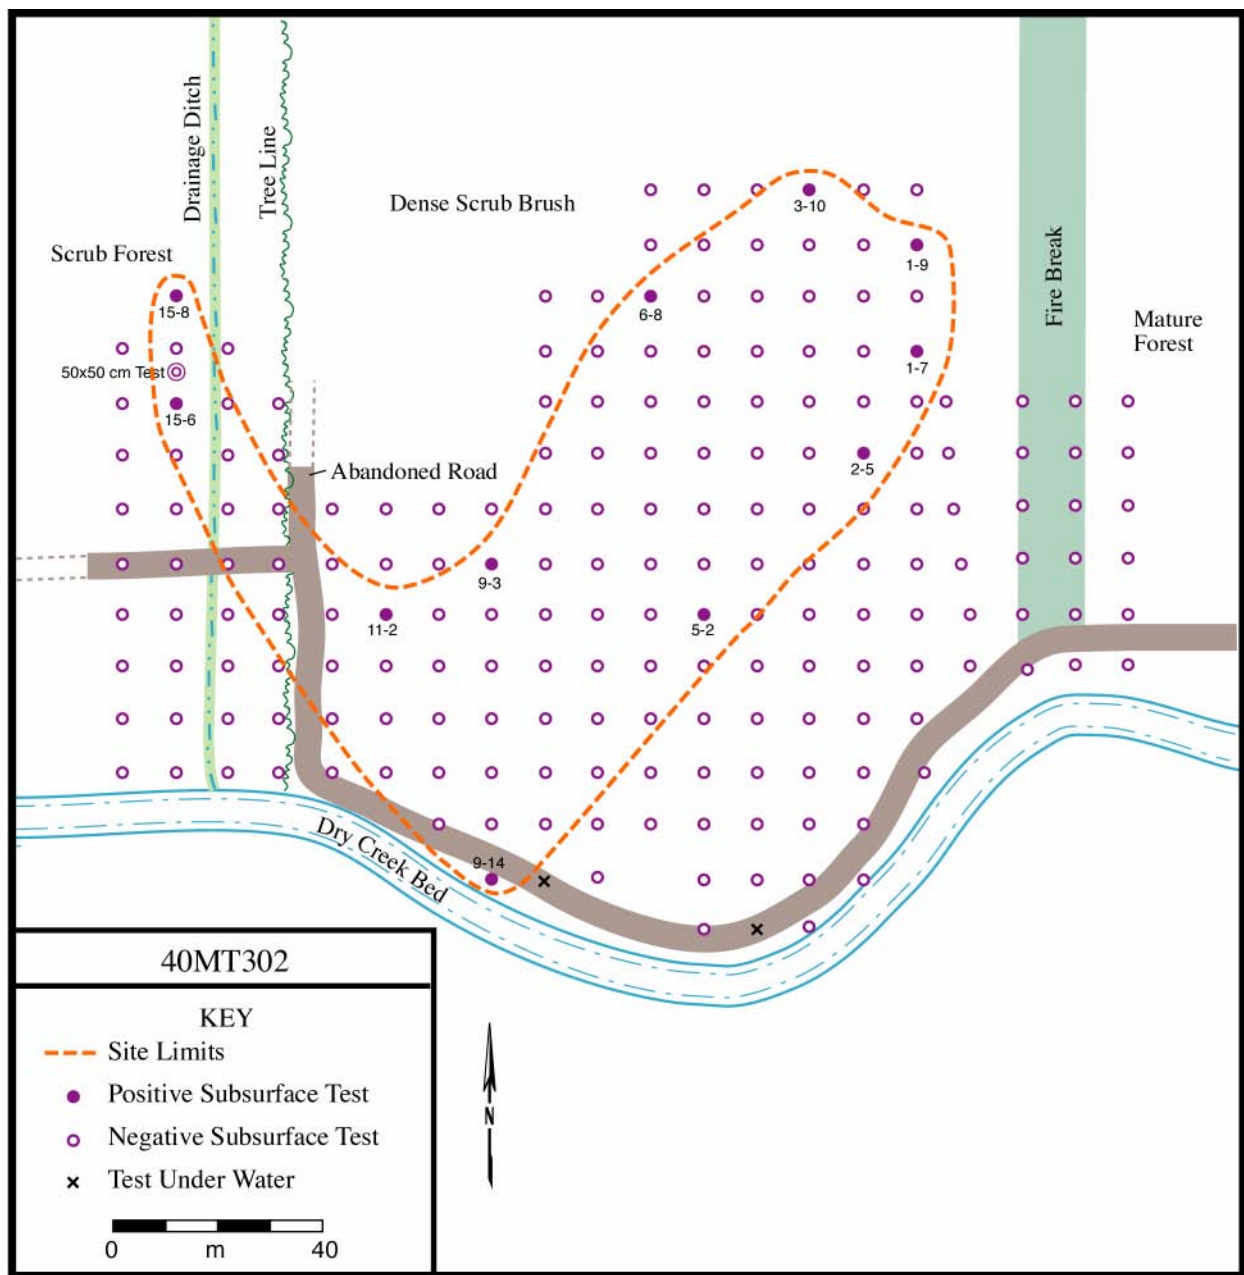 Drainage Ditch
Tree Line
Dense Scrub Brush
3-10
Scrub Forest
1-9
Fire Break
15-8
6-8
Mature
Forest
50x50 cm Test
1-7
15-6
Abandoned Road
2-5
9-3
11-2
5-2
Dry Creek Bed
9-14
40MT302
KEY
Site Limits
Positive Subsurface Test
Negative Subsurface Test
Test Under Water
0 m 40
N